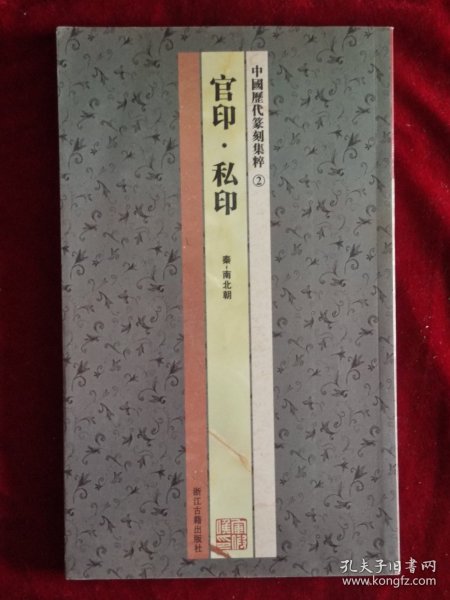 中國歷代篆刻集粹②
官印·私印
秦-南北朝
浙江古籍出版社
孔夫子旧书网
www.kongfz.com